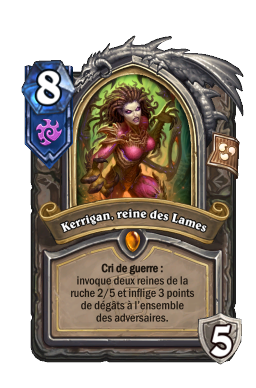 8
Kerrigan, reine des Lames
Cri de guerre :
invoque deux reines de la
ruche 2/5 et inflige 3 points
de dégâts à l'ensemble
des adversaires.
5